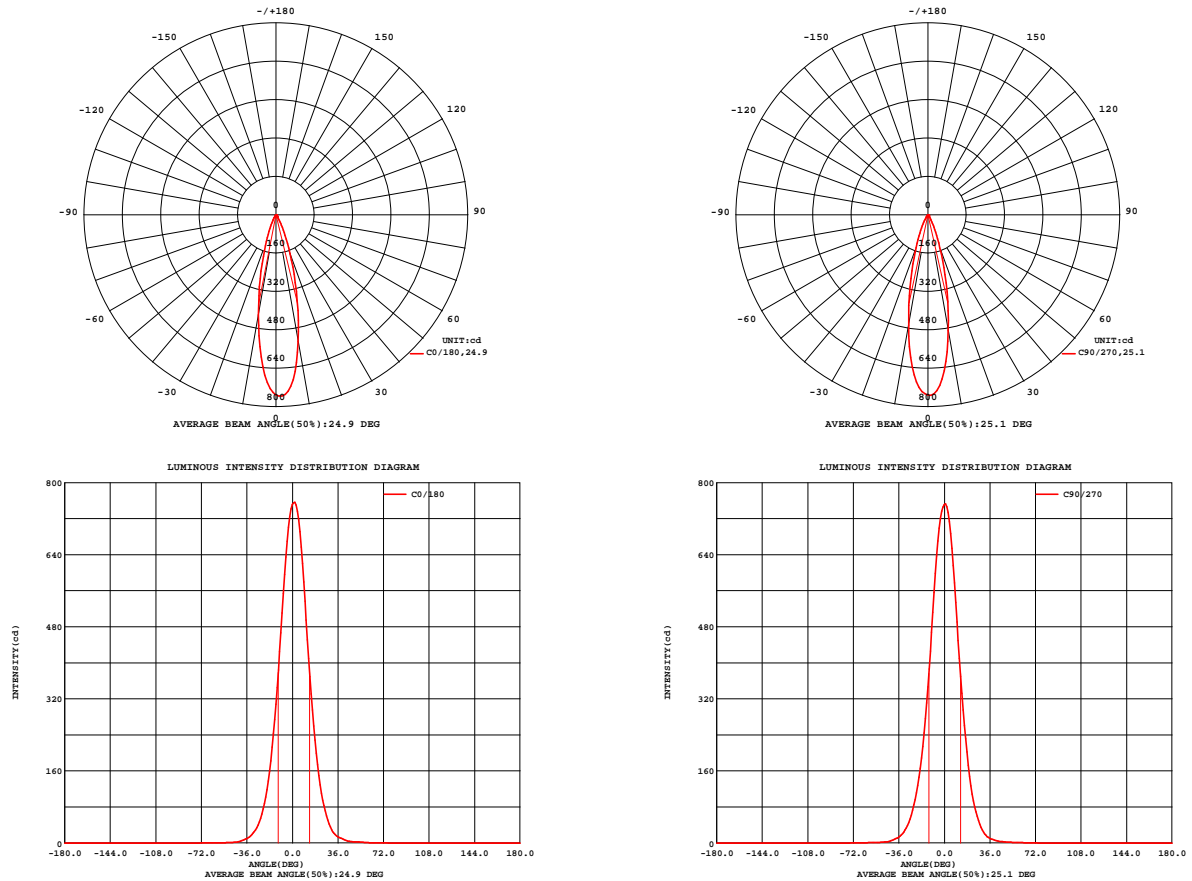 -/+180
-150 150
-120 120
-90 90
0
160
320
480
640
800
0
-60 60
-30 30
UNIT:cd
C0/180,24.9
AVERAGE BEAM ANGLE(50%):24.9 DEG
-/+180
-150 150
-120 120
-90 90
0
160
320
480
640
800
0
-60 60
-30 30
UNIT:cd
C90/270,25.1
AVERAGE BEAM ANGLE(50%):25.1 DEG
LUMINOUS INTENSITY DISTRIBUTION DIAGRAM
C0/180
INTENSITY(cd)
800
640
480
320
160
0
-180.0 -144.0 -108.0 -72.0 -36.0 0.0 36.0 72.0 108.0 144.0 180.0
ANGLE(DEG)
AVERAGE BEAM ANGLE(50%):24.9 DEG
LUMINOUS INTENSITY DISTRIBUTION DIAGRAM
C90/270
INTENSITY(cd)
800
640
480
320
160
0
-180.0 -144.0 -108.0 -72.0 -36.0 0.0 36.0 72.0 108.0 144.0 180.0
ANGLE(DEG)
AVERAGE BEAM ANGLE(50%):25.1 DEG